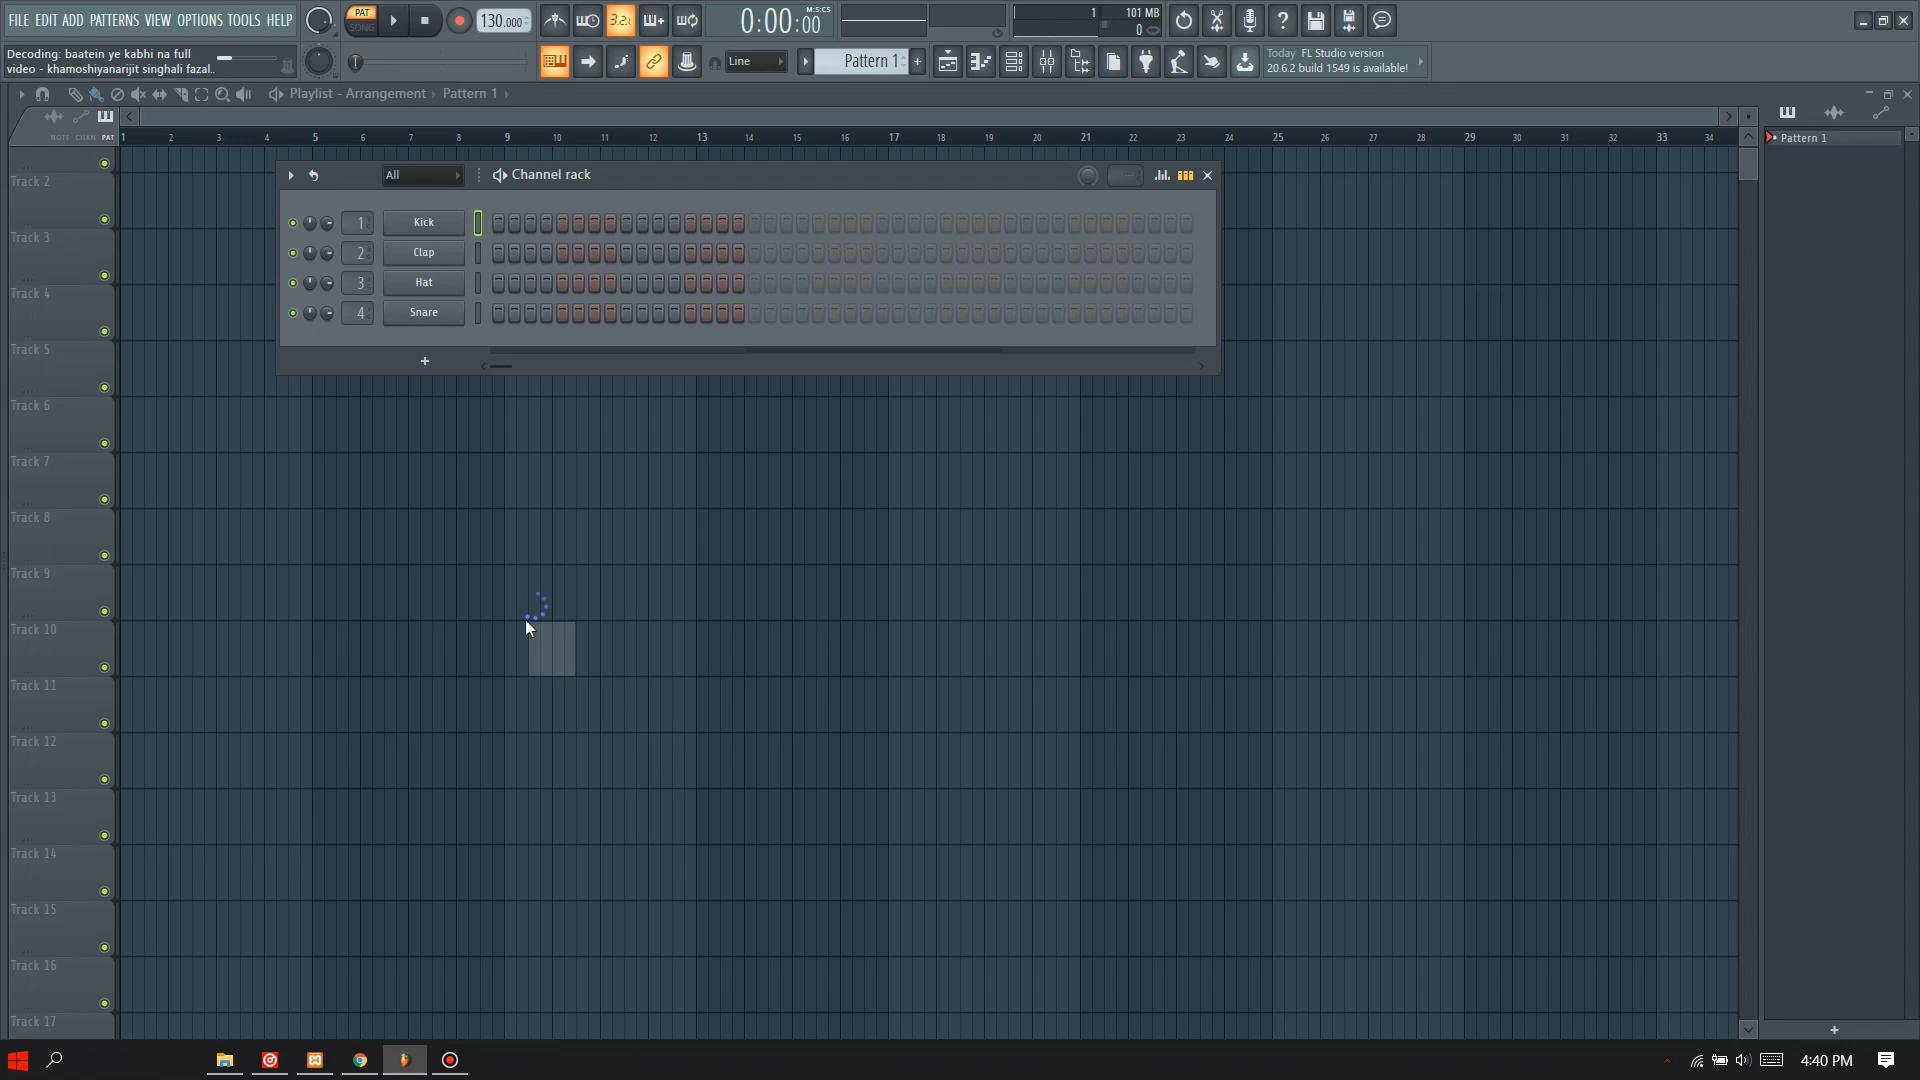 FILE EDIT ADD PATTERNS VIEW OPTIONS TOOLS HELP
PAT
SONG
130.000
3.2.
M:S:CS
0:00:00
1
101 MB
0
Decoding: baatein ye kabhi na full
video - khamoshiyanarijit singhali fazal..
Line
Pattern 1
+
Today FL Studio version
20.6.2 build 1549 is available!
Playlist - Arrangement
Pattern 1
NOTE CHAN PAT
1 2 3 4 5 6 7 8 9 10 11 12 13 14 15 16 17 18 19 20 21 22 23 24 25 26 27 28 29 30 31 32 33 34
Pattern 1
All
Channel rack
1 Kick
2 Clap
3 Hat
4 Snare
+
Track 2
Track 3
Track 4
Track 5
Track 6
Track 7
Track 8
Track 9
Track 10
Track 11
Track 12
Track 13
Track 14
Track 15
Track 16
Track 17
+
4:40 PM